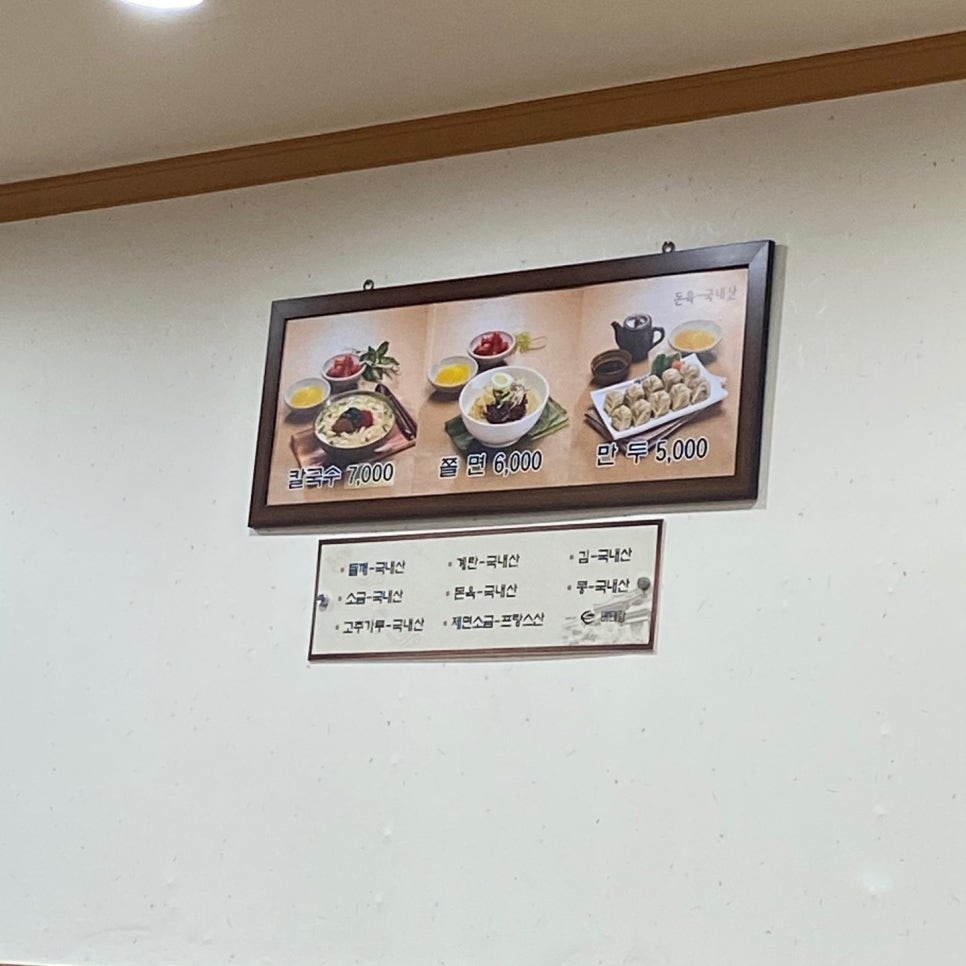 돈육-국내산
칼국수 7,000
쫄 면 6,000
만 두 5,000
들깨-국내산
계란-국내산
김-국내산
소금-국내산
돈육-국내산
콩-국내산
고추가루-국내산
제면소금-프랑스산